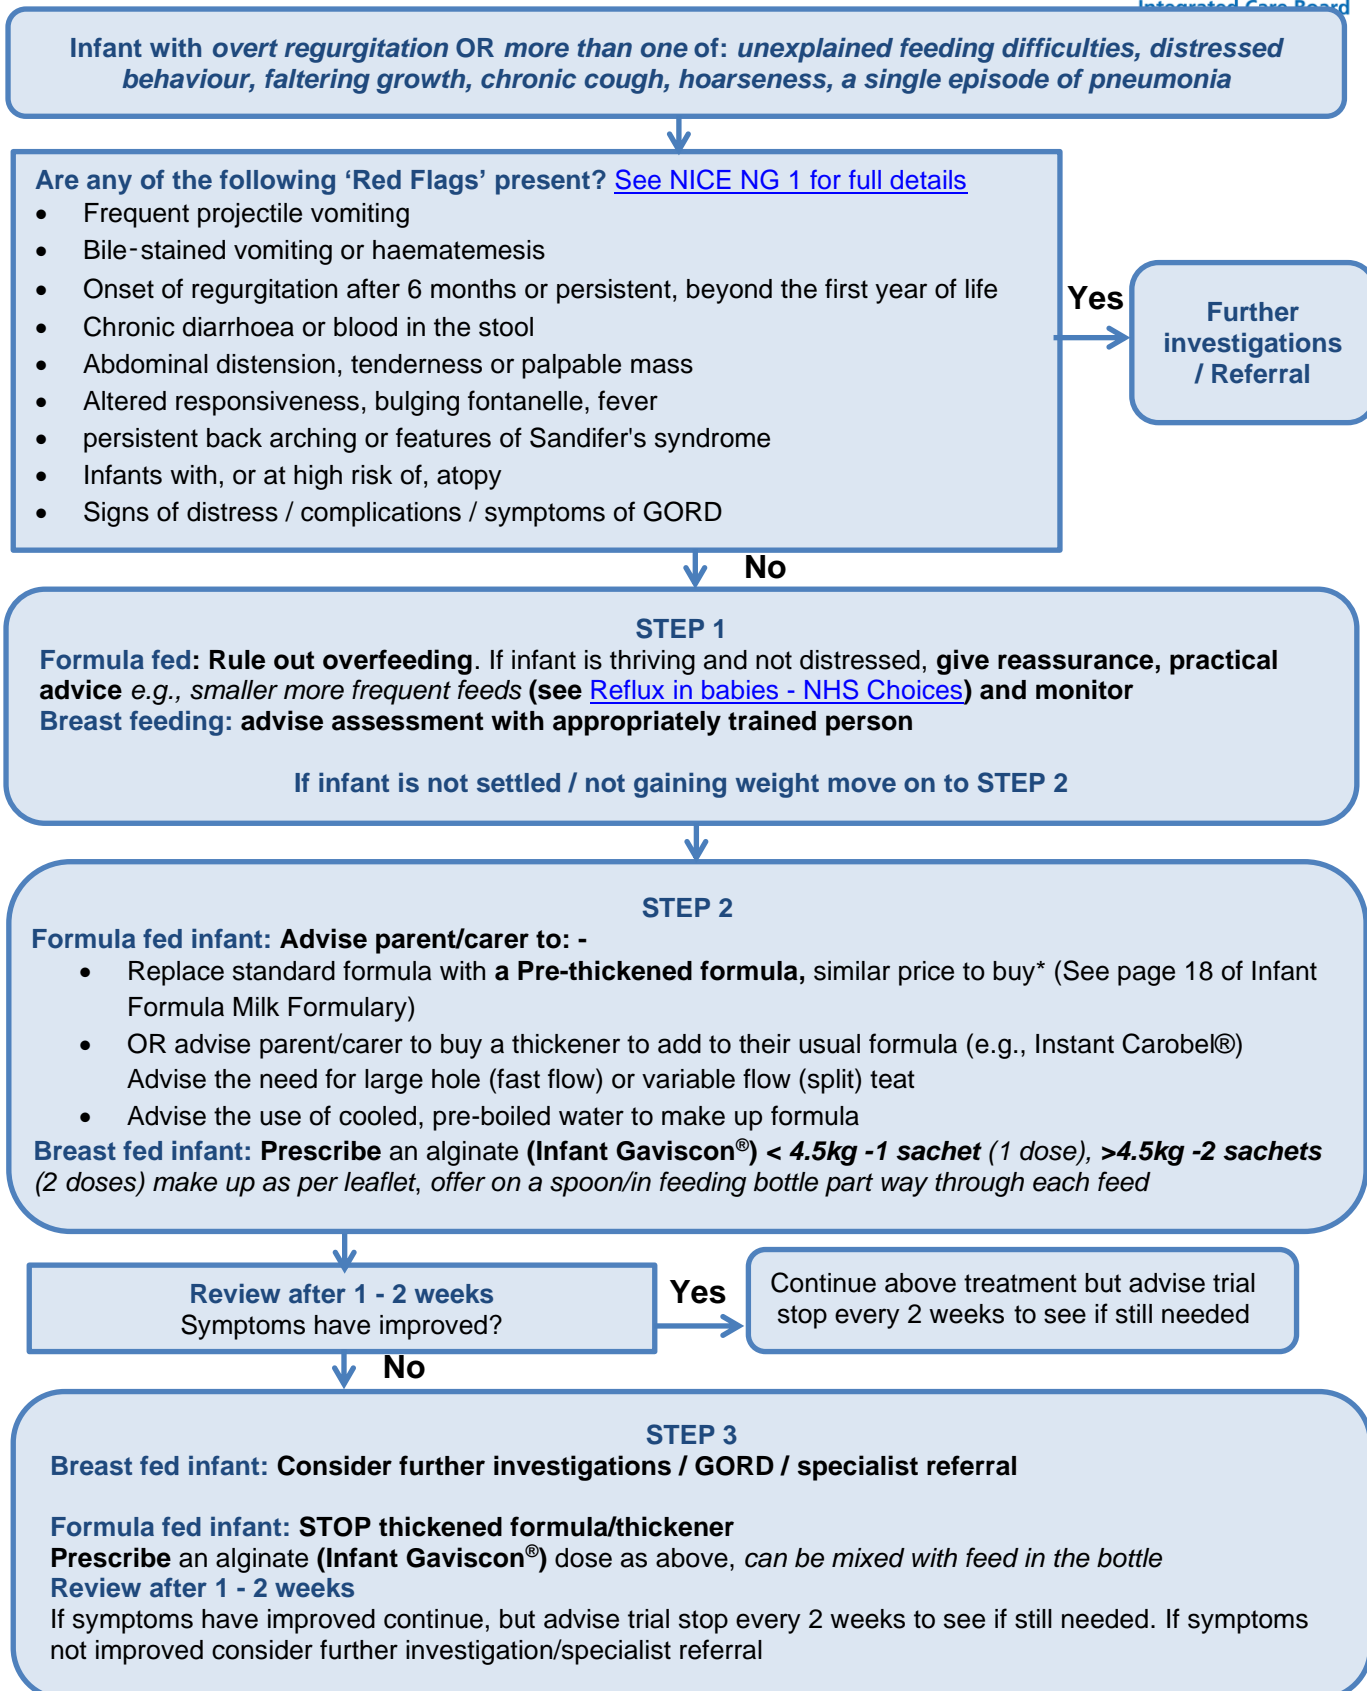 Integrated Care Board
Infant with overt regurgitation OR more than one of: unexplained feeding difficulties, distressed
behaviour, faltering growth, chronic cough, hoarseness, a single episode of pneumonia
Are any of the following ‘Red Flags’ present? See NICE NG 1 for full details
• Frequent projectile vomiting
• Bile-stained vomiting or haematemesis
• Onset of regurgitation after 6 months or persistent, beyond the first year of life
• Chronic diarrhoea or blood in the stool
• Abdominal distension, tenderness or palpable mass
• Altered responsiveness, bulging fontanelle, fever
• persistent back arching or features of Sandifer's syndrome
• Infants with, or at high risk of, atopy
• Signs of distress / complications / symptoms of GORD
Yes
Further
investigations
/ Referral
No
STEP 1
Formula fed: Rule out overfeeding. If infant is thriving and not distressed, give reassurance, practical
advice e.g., smaller more frequent feeds (see Reflux in babies - NHS Choices) and monitor
Breast feeding: advise assessment with appropriately trained person
If infant is not settled / not gaining weight move on to STEP 2
STEP 2
Formula fed infant: Advise parent/carer to: -
• Replace standard formula with a Pre-thickened formula, similar price to buy* (See page 18 of Infant
Formula Milk Formulary)
• OR advise parent/carer to buy a thickener to add to their usual formula (e.g., Instant Carobel®)
Advise the need for large hole (fast flow) or variable flow (split) teat
• Advise the use of cooled, pre-boiled water to make up formula
Breast fed infant: Prescribe an alginate (Infant Gaviscon®) < 4.5kg -1 sachet (1 dose), >4.5kg -2 sachets
(2 doses) make up as per leaflet, offer on a spoon/in feeding bottle part way through each feed
Review after 1 - 2 weeks
Symptoms have improved?
Yes
Continue above treatment but advise trial
stop every 2 weeks to see if still needed
No
STEP 3
Breast fed infant: Consider further investigations / GORD / specialist referral
Formula fed infant: STOP thickened formula/thickener
Prescribe an alginate (Infant Gaviscon®) dose as above, can be mixed with feed in the bottle
Review after 1 - 2 weeks
If symptoms have improved continue, but advise trial stop every 2 weeks to see if still needed. If symptoms
not improved consider further investigation/specialist referral